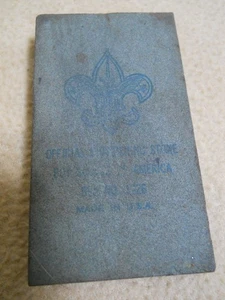 OFFICIAL SHARPENING STONE
BOY SCOUTS OF AMERICA
MADE IN U.S.A.